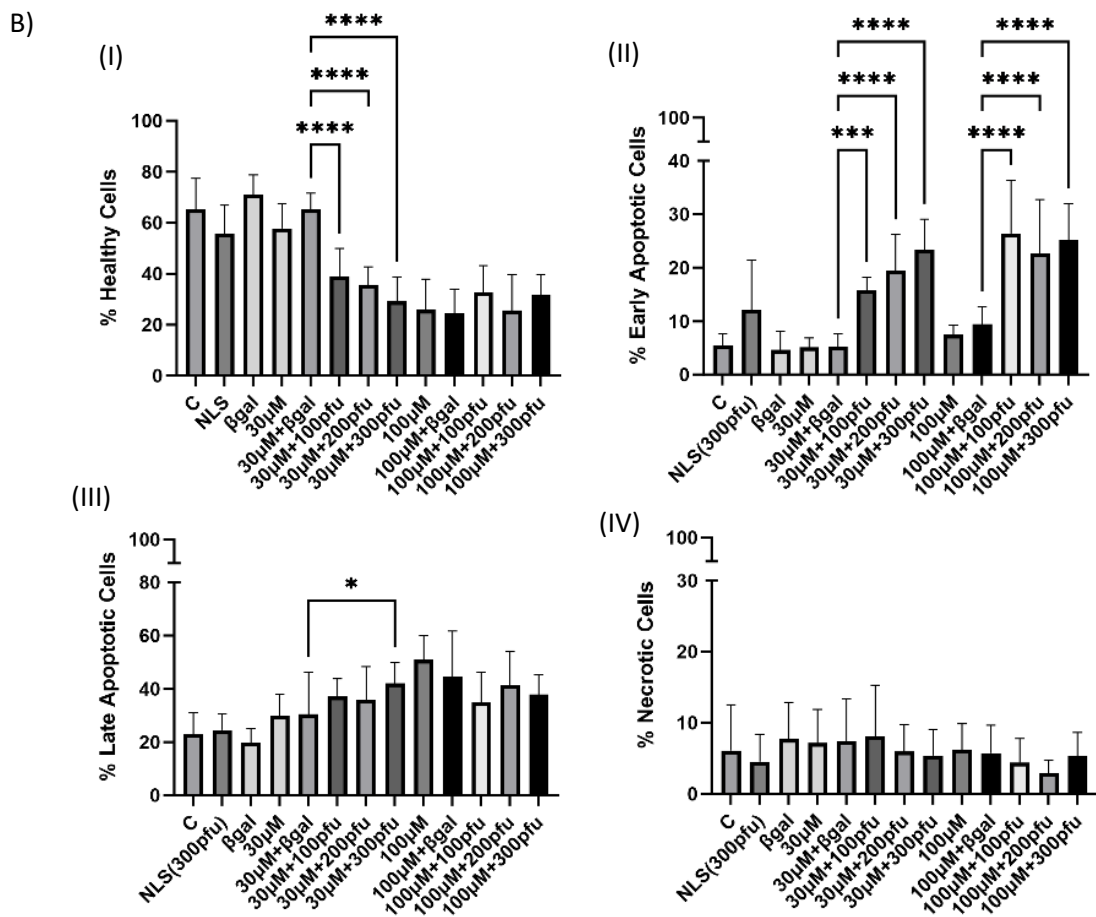 B)
(I)
**** 
**** 
**** 
% Healthy Cells
100
80
60
40
20
0
C
NLS
βgal
30µM
30µM+βgal
30µM+100pfu
30µM+200pfu
30µM+300pfu
100µM
100µM+βgal
100µM+100pfu
100µM+200pfu
100µM+300pfu
(II)
**** ****
**** ****
*** ****
% Early Apoptotic Cells
100
40
30
20
10
0
C
NLS(300pfu)
βgal
30µM
30µM+βgal
30µM+100pfu
30µM+200pfu
30µM+300pfu
100µM
100µM+βgal
100µM+100pfu
100µM+200pfu
100µM+300pfu
(III)
*
% Late Apoptotic Cells
100
80
60
40
20
0
C
NLS(300pfu)
βgal
30µM
30µM+βgal
30µM+100pfu
30µM+200pfu
30µM+300pfu
100µM
100µM+βgal
100µM+100pfu
100µM+200pfu
100µM+300pfu
(IV)
% Necrotic Cells
100
30
20
10
0
C
NLS(300pfu)
βgal
30µM
30µM+βgal
30µM+100pfu
30µM+200pfu
30µM+300pfu
100µM
100µM+βgal
100µM+100pfu
100µM+200pfu
100µM+300pfu